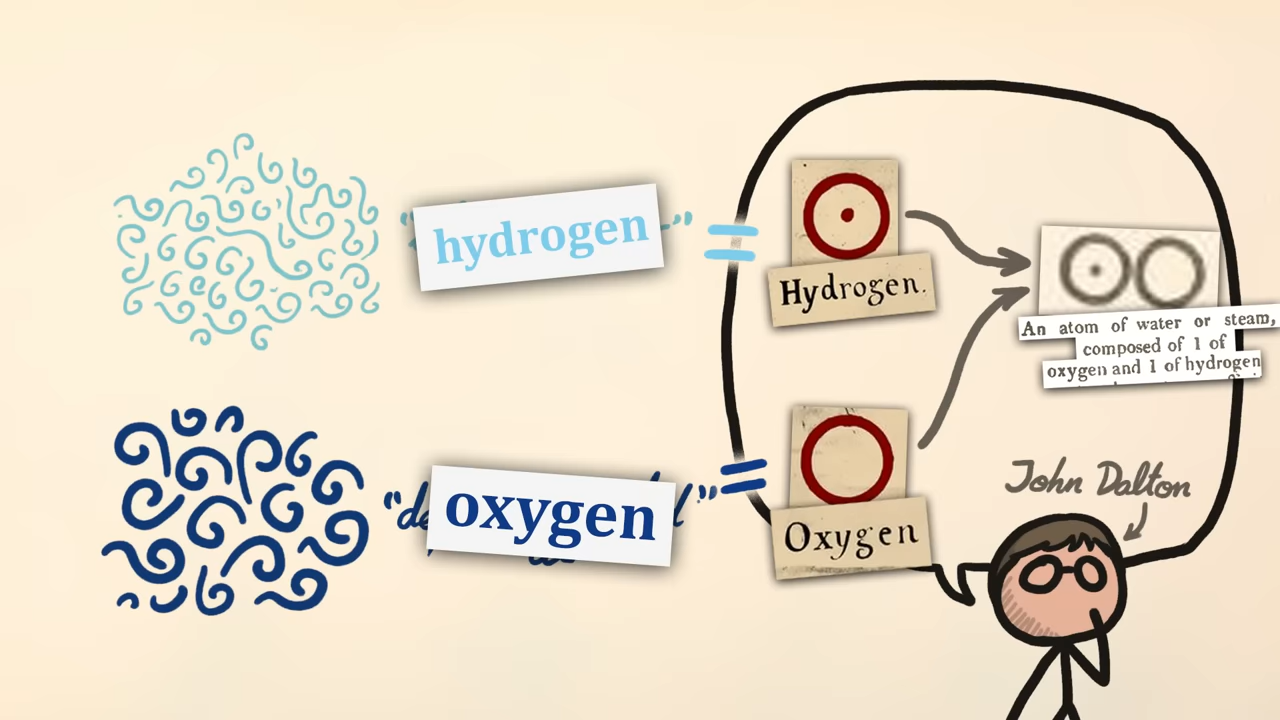 hydrogen
Hydrogen.
An atom of water or steam,
composed of 1 of
oxygen and 1 of hydrogen
John Dalton
oxygen
Oxygen